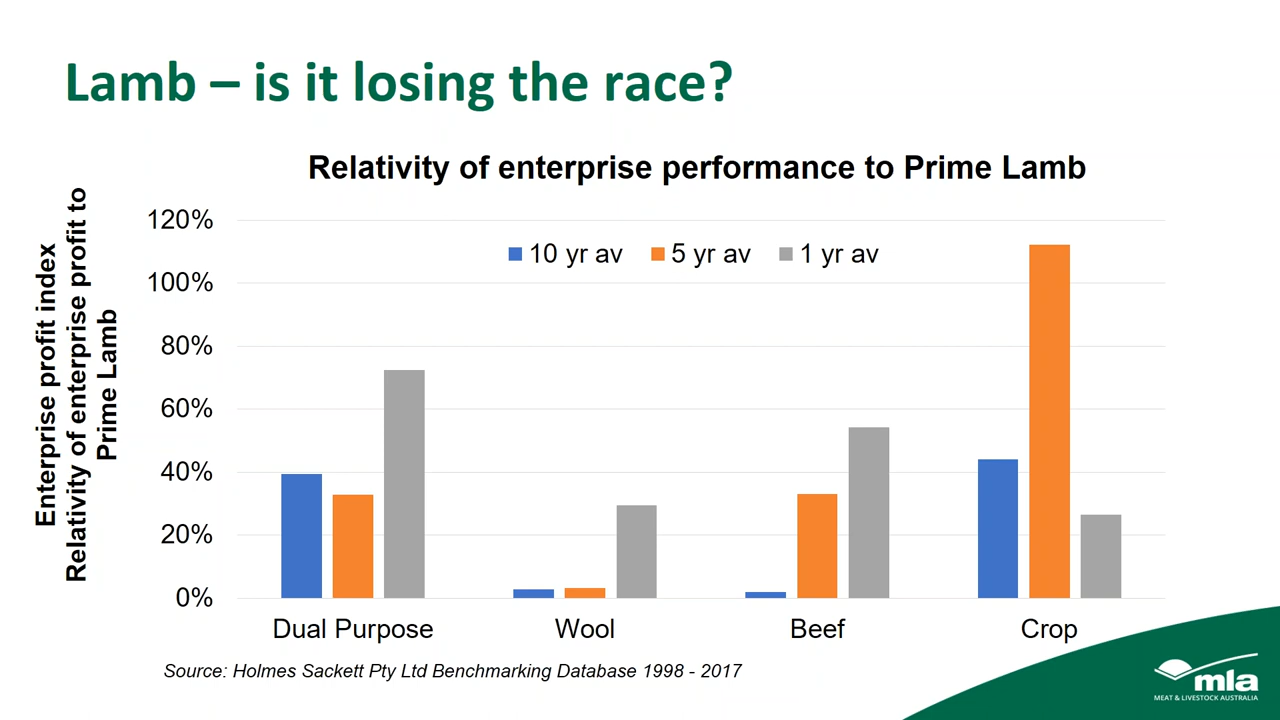 Lamb – is it losing the race?
Relativity of enterprise performance to Prime Lamb
Enterprise profit index
Relativity of enterprise profit to
Prime Lamb
120%
100%
80%
60%
40%
20%
0%
10 yr av 5 yr av 1 yr av
Dual Purpose Wool Beef Crop
Source: Holmes Sackett Pty Ltd Benchmarking Database 1998 - 2017
mla
MEAT & LIVESTOCK AUSTRALIA